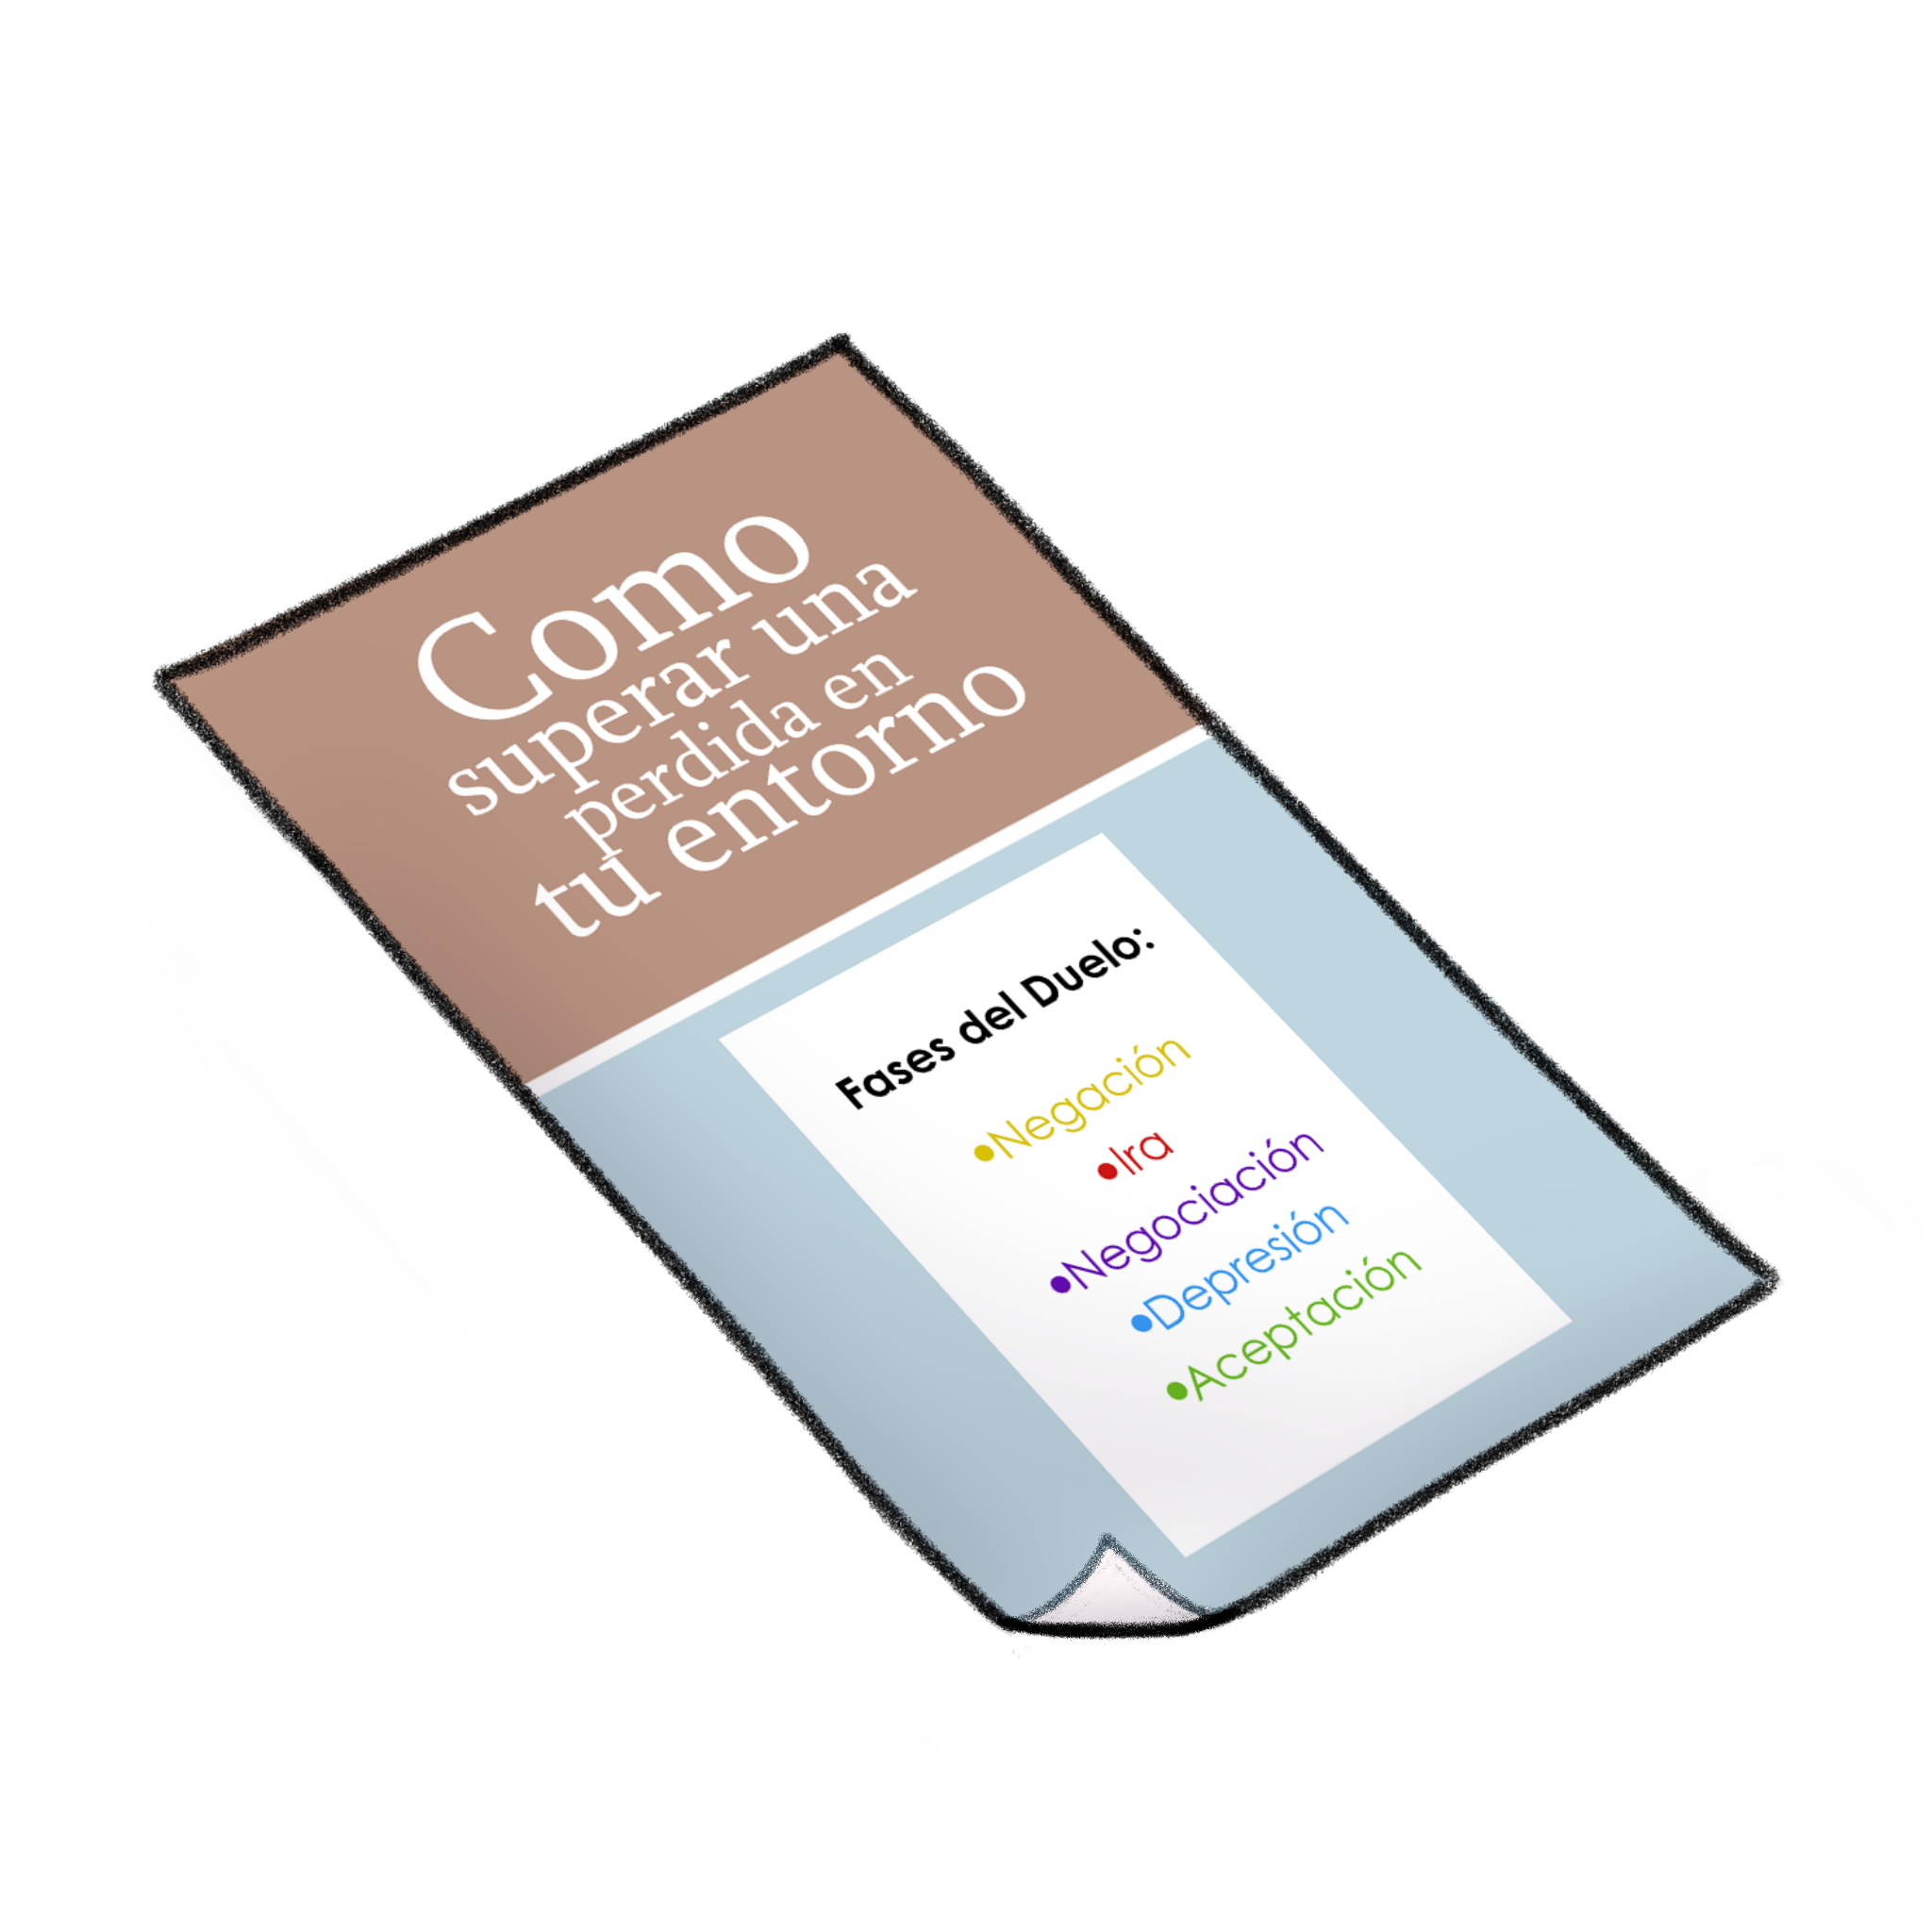 Como
superar una
perdida en
tu entorno
Fases del Duelo:
•Negación
•Ira
•Negociación
•Depresión
•Aceptación